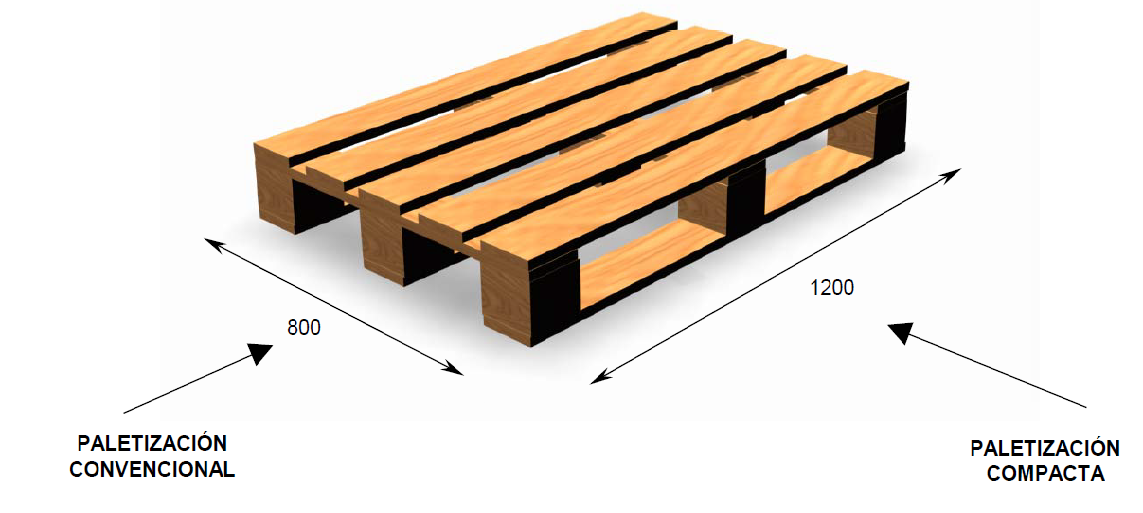 1200
800
PALETIZACIÓN
CONVENCIONAL
PALETIZACIÓN
COMPACTA